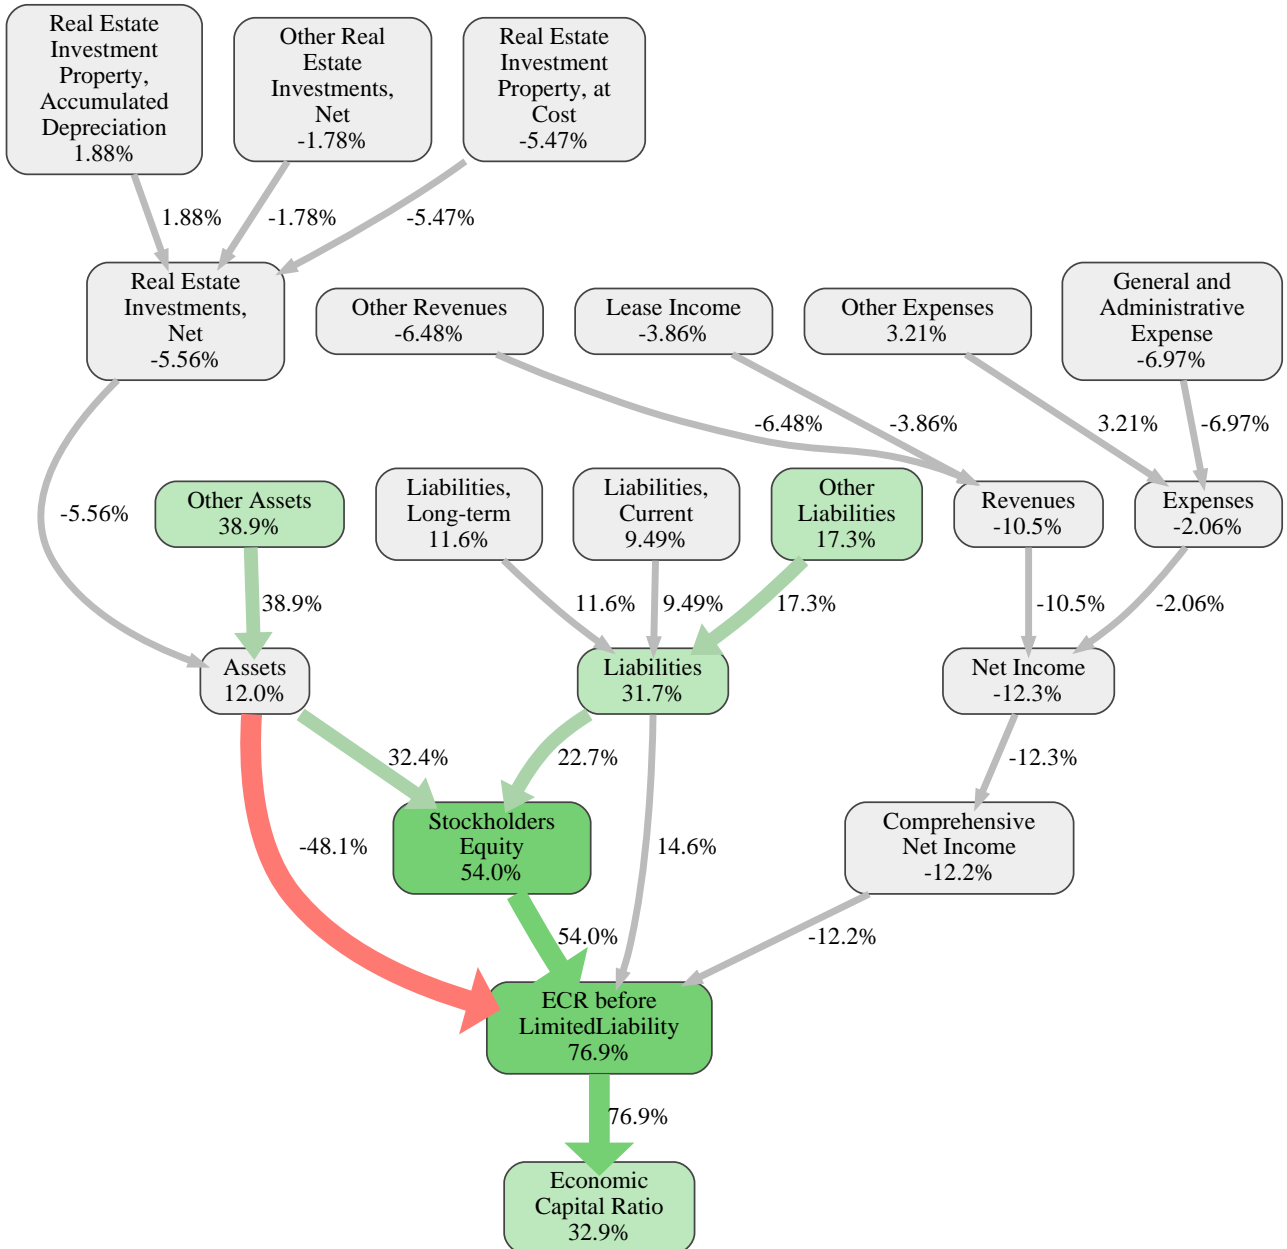 Real Estate
Investment
Property,
Accumulated
Depreciation
1.88%
Other Real
Estate
Investments,
Net
-1.78%
Real Estate
Investment
Property, at
Cost
-5.47%
1.88%
-1.78%
-5.47%
Real Estate
Investments,
Net
-5.56%
Other Revenues
-6.48%
Lease Income
-3.86%
Other Expenses
3.21%
General and
Administrative
Expense
-6.97%
-6.48%
-3.86%
3.21%
-6.97%
-5.56%
Other Assets
38.9%
Liabilities,
Long-term
11.6%
Liabilities,
Current
9.49%
Other
Liabilities
17.3%
Revenues
-10.5%
Expenses
-2.06%
38.9%
11.6%
9.49%
17.3%
-10.5%
-2.06%
Assets
12.0%
Liabilities
31.7%
Net Income
-12.3%
32.4%
22.7%
-12.3%
-48.1%
Stockholders
Equity
54.0%
14.6%
Comprehensive
Net Income
-12.2%
54.0%
-12.2%
ECR before
LimitedLiability
76.9%
76.9%
Economic
Capital Ratio
32.9%